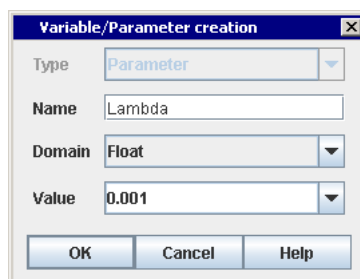 Variable/Parameter creation
Type Parameter
Name Lambda
Domain Float
Value 0.001
OK Cancel Help